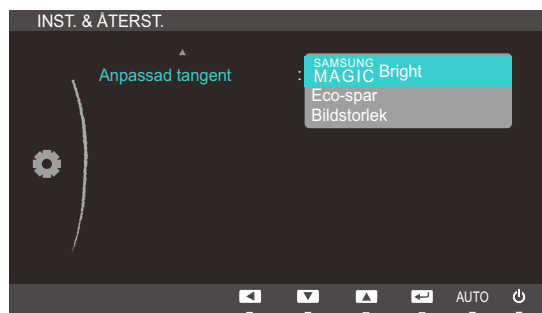 INST. & ÅTERST.
Anpassad tangent : SAMSUNG MAGIC Bright
Eco-spar
Bildstorlek
AUTO